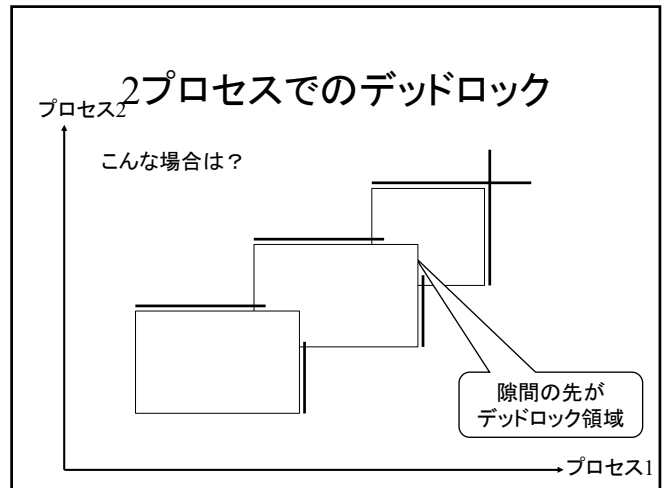 2プロセスでのデッドロック
プロセス2
こんな場合は？
隙間の先が
デッドロック領域
プロセス1